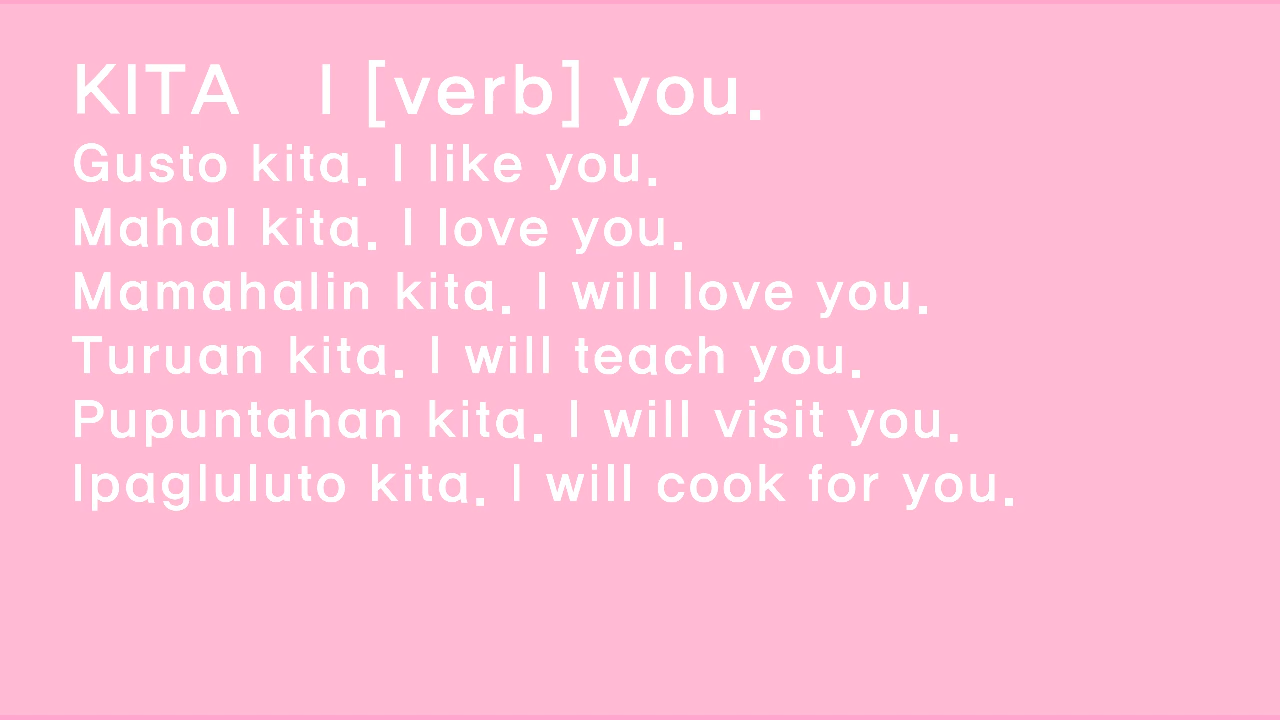 KITA I [verb] you.
Gusto kita. I like you.
Mahal kita. I love you.
Mamahalin kita. I will love you.
Turuan kita. I will teach you.
Pupuntahan kita. I will visit you.
Ipagluluto kita. I will cook for you.